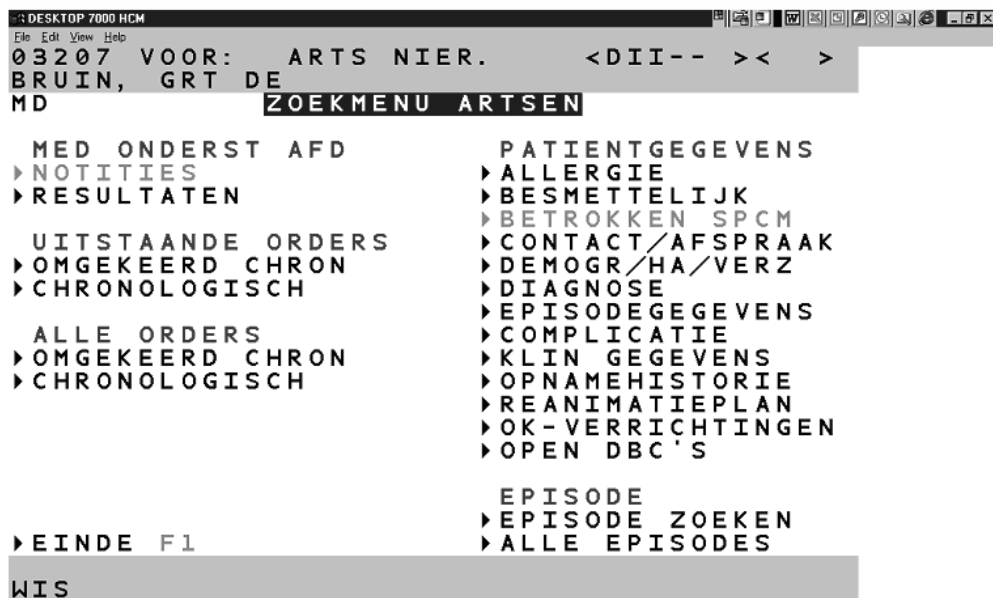 DESKTOP 7000 HCM
File Edit View Help
03207 VOOR: ARTS NIER. <DII-- >< >
BRUIN, GRT DE
MD ZOEKMENU ARTSEN
MED ONDERST AFD
NOTITIES
RESULTATEN
UITSTAANDE ORDERS
OMGEKEERD CHRON
CHRONOLOGISCH
ALLE ORDERS
OMGEKEERD CHRON
CHRONOLOGISCH
EINDE F1
PATIENTGEGEVENS
ALLERGIE
BESMETTELIJK
BETROKKEN SPCM
CONTACT/AFSPRAAK
DEMOGR/HA/VERZ
DIAGNOSE
EPISODEGEGEVENS
COMPLICATIE
KLIN GEGEVENS
OPNAMEHISTORIE
REANIMATIEPLAN
OK-VERRICHTINGEN
OPEN DBC'S
EPISODE
EPISODE ZOEKEN
ALLE EPISODES
WIS